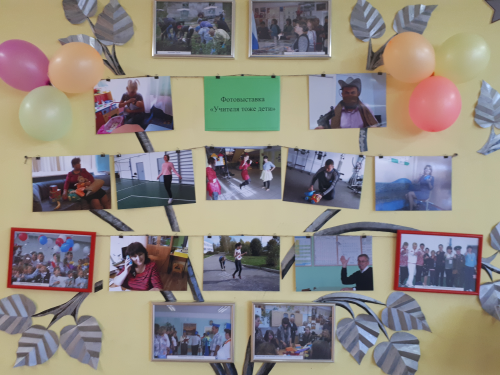 Фотовыставка
«Учителя тоже дети»